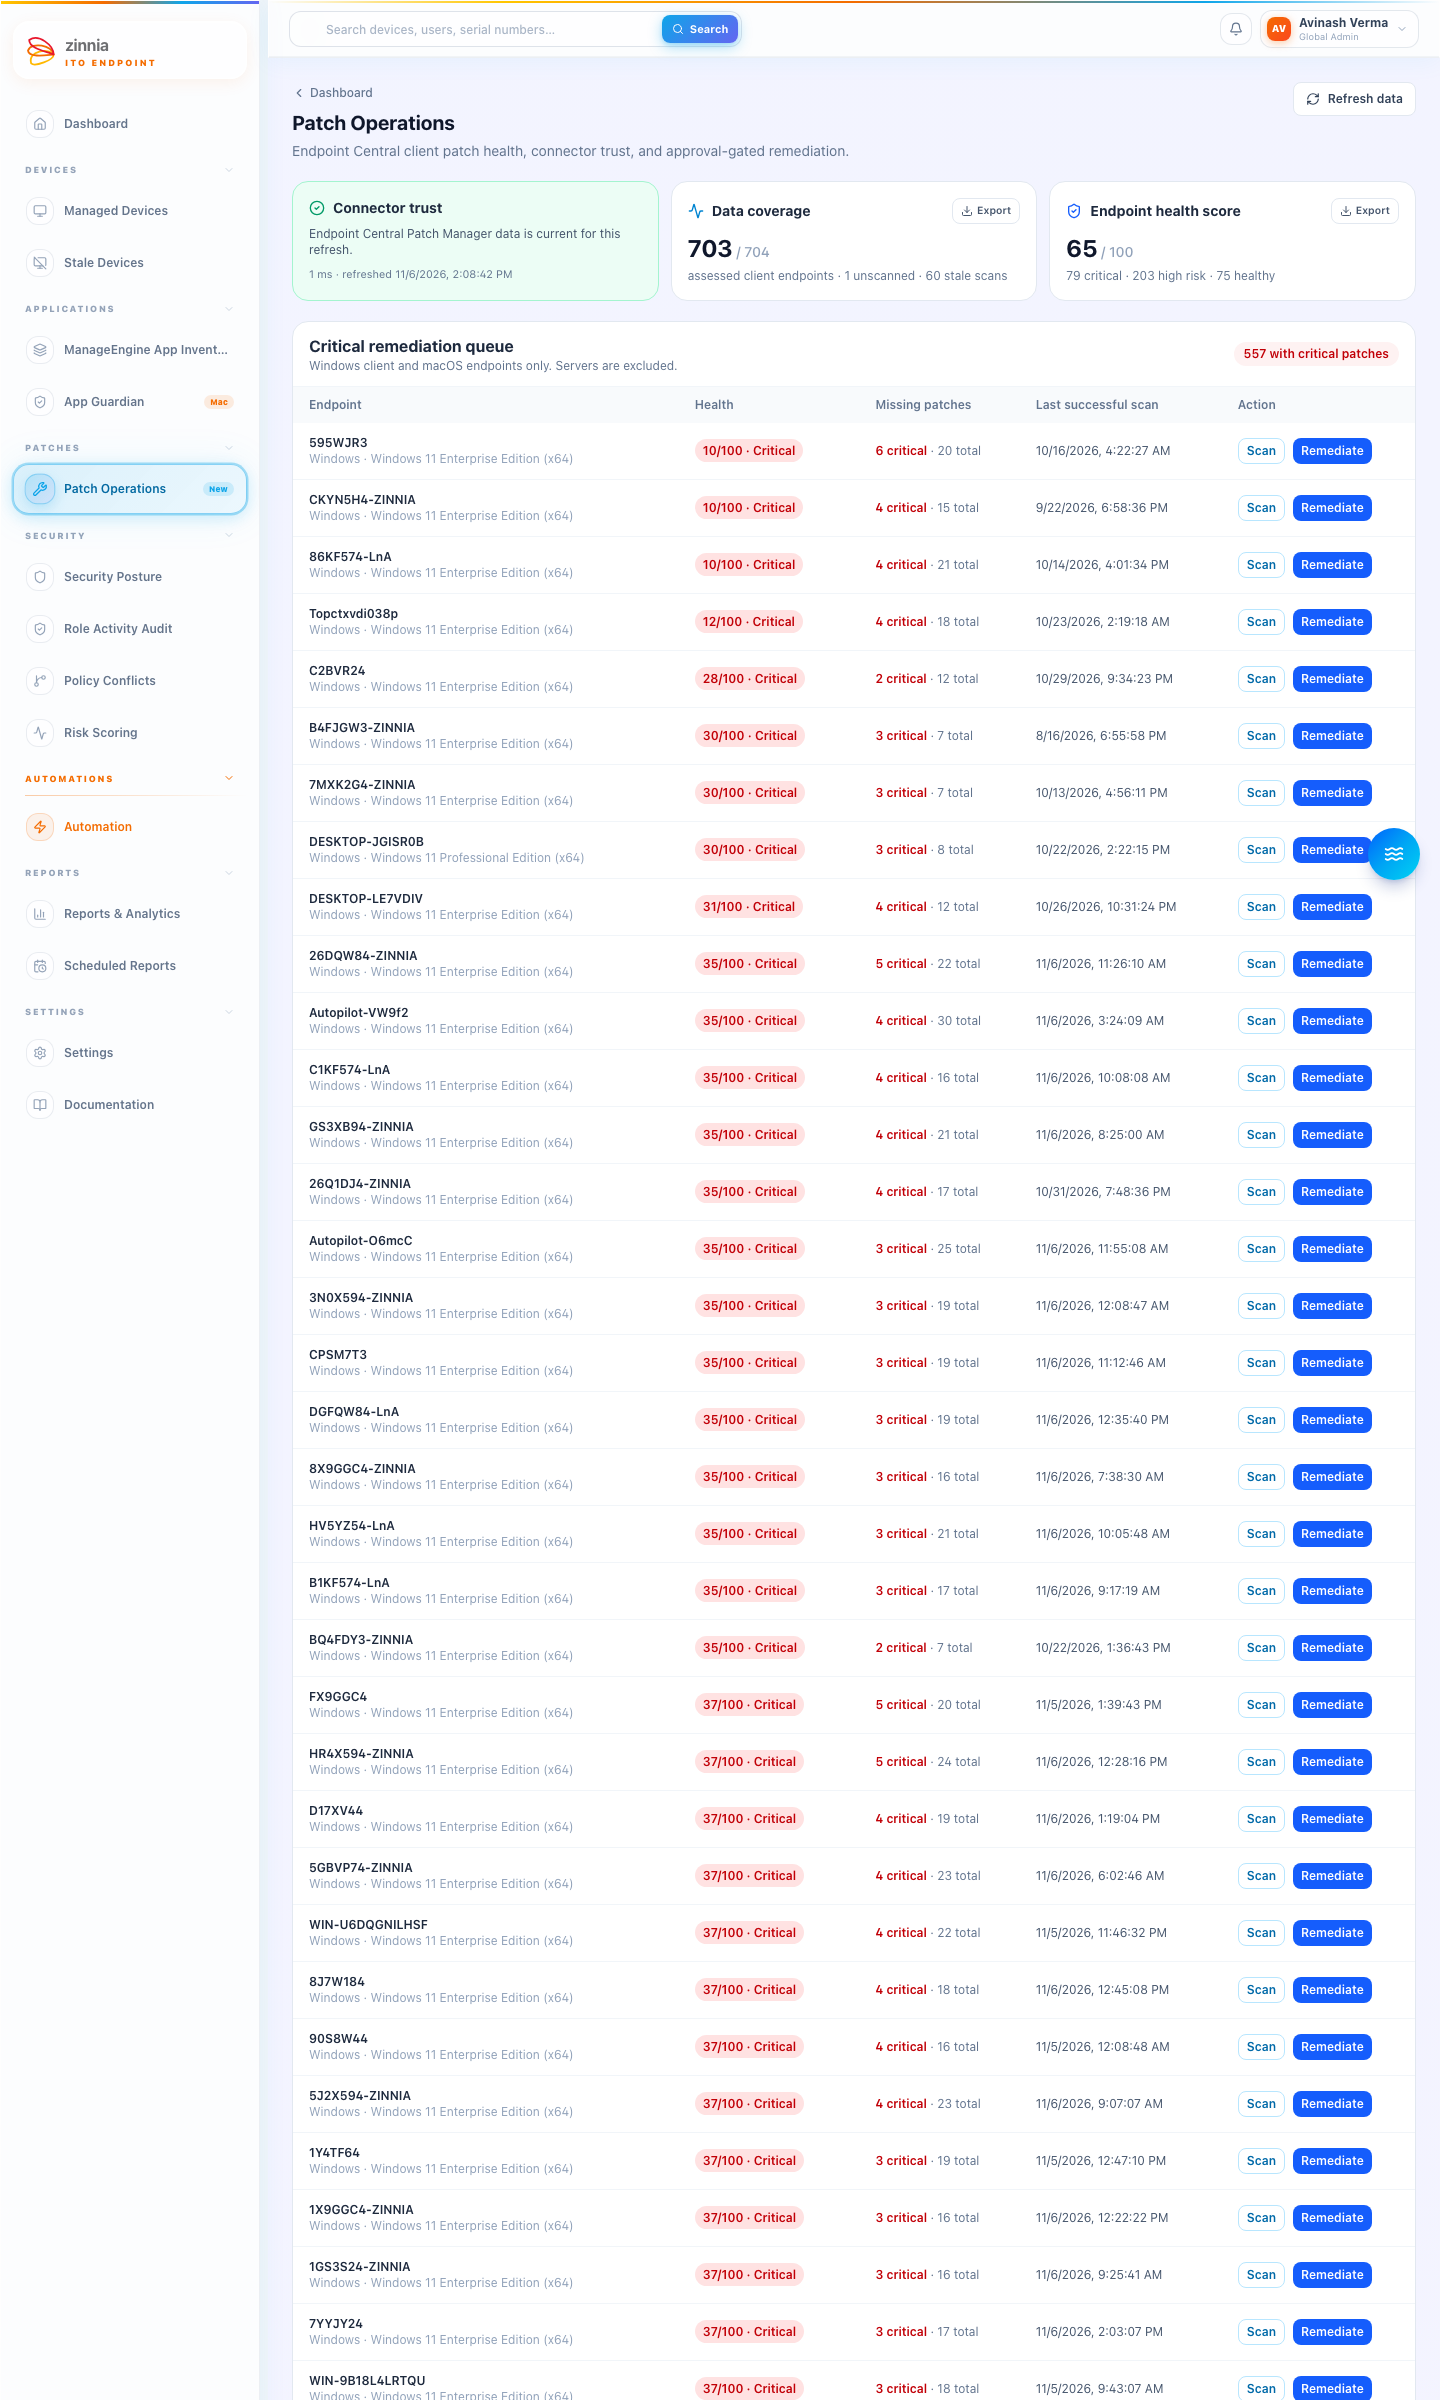 zinnia
ITO ENDPOINT
Search devices, users, serial numbers...
Search
AV
Avinash Verma
Global Admin
Dashboard
DEVICES
Managed Devices
Stale Devices
APPLICATIONS
ManageEngine App Invent...
App Guardian
Mac
PATCHES
Patch Operations
New
SECURITY
Security Posture
Role Activity Audit
Policy Conflicts
Risk Scoring
AUTOMATIONS
Automation
REPORTS
Reports & Analytics
Scheduled Reports
SETTINGS
Settings
Documentation
Dashboard
Refresh data
Patch Operations
Endpoint Central client patch health, connector trust, and approval-gated remediation.
Connector trust
Endpoint Central Patch Manager data is current for this
refresh.
1 ms · refreshed 11/6/2026, 2:08:42 PM
Data coverage
Export
703 / 704
assessed client endpoints · 1 unscanned · 60 stale scans
Endpoint health score
Export
65 / 100
79 critical · 203 high risk · 75 healthy
Critical remediation queue
Windows client and macOS endpoints only. Servers are excluded.
557 with critical patches
Endpoint Health Missing patches Last successful scan Action
595WJR3
Windows · Windows 11 Enterprise Edition (x64)
10/100 · Critical 6 critical · 20 total 10/16/2026, 4:22:27 AM Scan Remediate
CKYN5H4-ZINNIA
Windows · Windows 11 Enterprise Edition (x64)
10/100 · Critical 4 critical · 15 total 9/22/2026, 6:58:36 PM Scan Remediate
86KF574-LnA
Windows · Windows 11 Enterprise Edition (x64)
10/100 · Critical 4 critical · 21 total 10/14/2026, 4:01:34 PM Scan Remediate
Topctxvdi038p
Windows · Windows 11 Enterprise Edition (x64)
12/100 · Critical 4 critical · 18 total 10/23/2026, 2:19:18 AM Scan Remediate
C2BVR24
Windows · Windows 11 Enterprise Edition (x64)
28/100 · Critical 2 critical · 12 total 10/29/2026, 9:34:23 PM Scan Remediate
B4FJGW3-ZINNIA
Windows · Windows 11 Enterprise Edition (x64)
30/100 · Critical 3 critical · 7 total 8/16/2026, 6:55:58 PM Scan Remediate
7MXK2G4-ZINNIA
Windows · Windows 11 Enterprise Edition (x64)
30/100 · Critical 3 critical · 7 total 10/13/2026, 4:56:11 PM Scan Remediate
DESKTOP-JGISR0B
Windows · Windows 11 Professional Edition (x64)
30/100 · Critical 3 critical · 8 total 10/22/2026, 2:22:15 PM Scan Remediate
DESKTOP-LE7VDIV
Windows · Windows 11 Enterprise Edition (x64)
31/100 · Critical 4 critical · 12 total 10/26/2026, 10:31:24 PM Scan Remediate
26DQW84-ZINNIA
Windows · Windows 11 Enterprise Edition (x64)
35/100 · Critical 5 critical · 22 total 11/6/2026, 11:26:10 AM Scan Remediate
Autopilot-VW9f2
Windows · Windows 11 Enterprise Edition (x64)
35/100 · Critical 4 critical · 30 total 11/6/2026, 3:24:09 AM Scan Remediate
C1KF574-LnA
Windows · Windows 11 Enterprise Edition (x64)
35/100 · Critical 4 critical · 16 total 11/6/2026, 10:08:08 AM Scan Remediate
GS3XB94-ZINNIA
Windows · Windows 11 Enterprise Edition (x64)
35/100 · Critical 4 critical · 21 total 11/6/2026, 8:25:00 AM Scan Remediate
26Q1DJ4-ZINNIA
Windows · Windows 11 Enterprise Edition (x64)
35/100 · Critical 4 critical · 17 total 10/31/2026, 7:48:36 PM Scan Remediate
Autopilot-O6mcC
Windows · Windows 11 Enterprise Edition (x64)
35/100 · Critical 3 critical · 25 total 11/6/2026, 11:55:08 AM Scan Remediate
3N0X594-ZINNIA
Windows · Windows 11 Enterprise Edition (x64)
35/100 · Critical 3 critical · 19 total 11/6/2026, 12:08:47 AM Scan Remediate
CPSM7T3
Windows · Windows 11 Enterprise Edition (x64)
35/100 · Critical 3 critical · 19 total 11/6/2026, 11:12:46 AM Scan Remediate
DGFQW84-LnA
Windows · Windows 11 Enterprise Edition (x64)
35/100 · Critical 3 critical · 19 total 11/6/2026, 12:35:40 PM Scan Remediate
8X9GGC4-ZINNIA
Windows · Windows 11 Enterprise Edition (x64)
35/100 · Critical 3 critical · 16 total 11/6/2026, 7:38:30 AM Scan Remediate
HV5YZ54-LnA
Windows · Windows 11 Enterprise Edition (x64)
35/100 · Critical 3 critical · 21 total 11/6/2026, 10:05:48 AM Scan Remediate
B1KF574-LnA
Windows · Windows 11 Enterprise Edition (x64)
35/100 · Critical 3 critical · 17 total 11/6/2026, 9:17:19 AM Scan Remediate
BQ4FDY3-ZINNIA
Windows · Windows 11 Enterprise Edition (x64)
35/100 · Critical 2 critical · 7 total 10/22/2026, 1:36:43 PM Scan Remediate
FX9GGC4
Windows · Windows 11 Enterprise Edition (x64)
37/100 · Critical 5 critical · 20 total 11/5/2026, 1:39:43 PM Scan Remediate
HR4X594-ZINNIA
Windows · Windows 11 Enterprise Edition (x64)
37/100 · Critical 5 critical · 24 total 11/6/2026, 12:28:16 PM Scan Remediate
D17XV44
Windows · Windows 11 Enterprise Edition (x64)
37/100 · Critical 4 critical · 19 total 11/6/2026, 1:19:04 PM Scan Remediate
5GBVP74-ZINNIA
Windows · Windows 11 Enterprise Edition (x64)
37/100 · Critical 4 critical · 23 total 11/6/2026, 6:02:46 AM Scan Remediate
WIN-U6DQGNILHSF
Windows · Windows 11 Enterprise Edition (x64)
37/100 · Critical 4 critical · 22 total 11/5/2026, 11:46:32 PM Scan Remediate
8J7W184
Windows · Windows 11 Enterprise Edition (x64)
37/100 · Critical 4 critical · 18 total 11/6/2026, 12:45:08 PM Scan Remediate
90S8W44
Windows · Windows 11 Enterprise Edition (x64)
37/100 · Critical 4 critical · 16 total 11/5/2026, 12:08:48 AM Scan Remediate
5J2X594-ZINNIA
Windows · Windows 11 Enterprise Edition (x64)
37/100 · Critical 4 critical · 23 total 11/6/2026, 9:07:07 AM Scan Remediate
1Y4TF64
Windows · Windows 11 Enterprise Edition (x64)
37/100 · Critical 3 critical · 19 total 11/5/2026, 12:47:10 PM Scan Remediate
1X9GGC4-ZINNIA
Windows · Windows 11 Enterprise Edition (x64)
37/100 · Critical 3 critical · 16 total 11/6/2026, 12:22:22 PM Scan Remediate
1GS3S24-ZINNIA
Windows · Windows 11 Enterprise Edition (x64)
37/100 · Critical 3 critical · 16 total 11/6/2026, 9:25:41 AM Scan Remediate
7YYJY24
Windows · Windows 11 Enterprise Edition (x64)
37/100 · Critical 3 critical · 17 total 11/6/2026, 2:03:07 PM Scan Remediate
WIN-9B18L4LRTQU
Windows · Windows 11 Enterprise Edition (x64)
37/100 · Critical 3 critical · 18 total 11/5/2026, 9:43:07 AM Scan Remediate